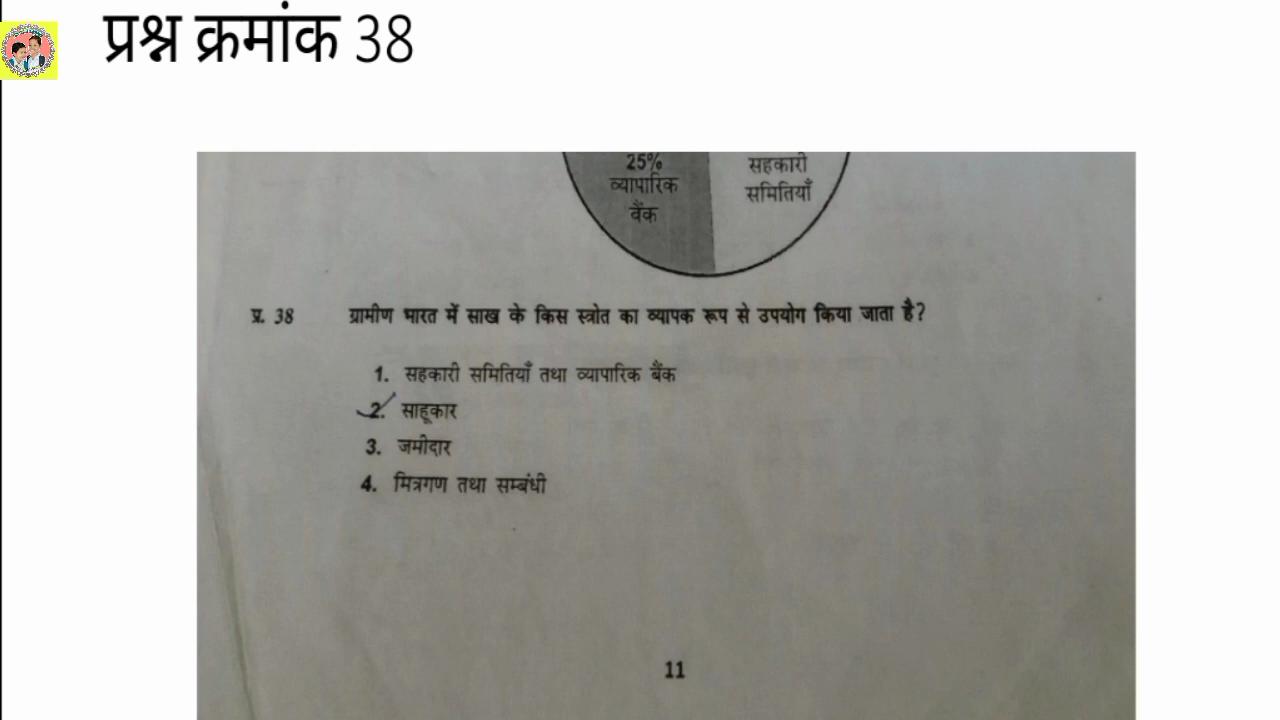 प्रश्न क्रमांक 38
25%
व्यापारिक
बैंक
सहकारी
समितियाँ
प्र. 38 ग्रामीण भारत में साख के किस स्त्रोत का व्यापक रूप से उपयोग किया जाता है?
1. सहकारी समितियाँ तथा व्यापारिक बैंक
2. साहूकार
3. जमीदार
4. मित्रगण तथा सम्बंधी
11